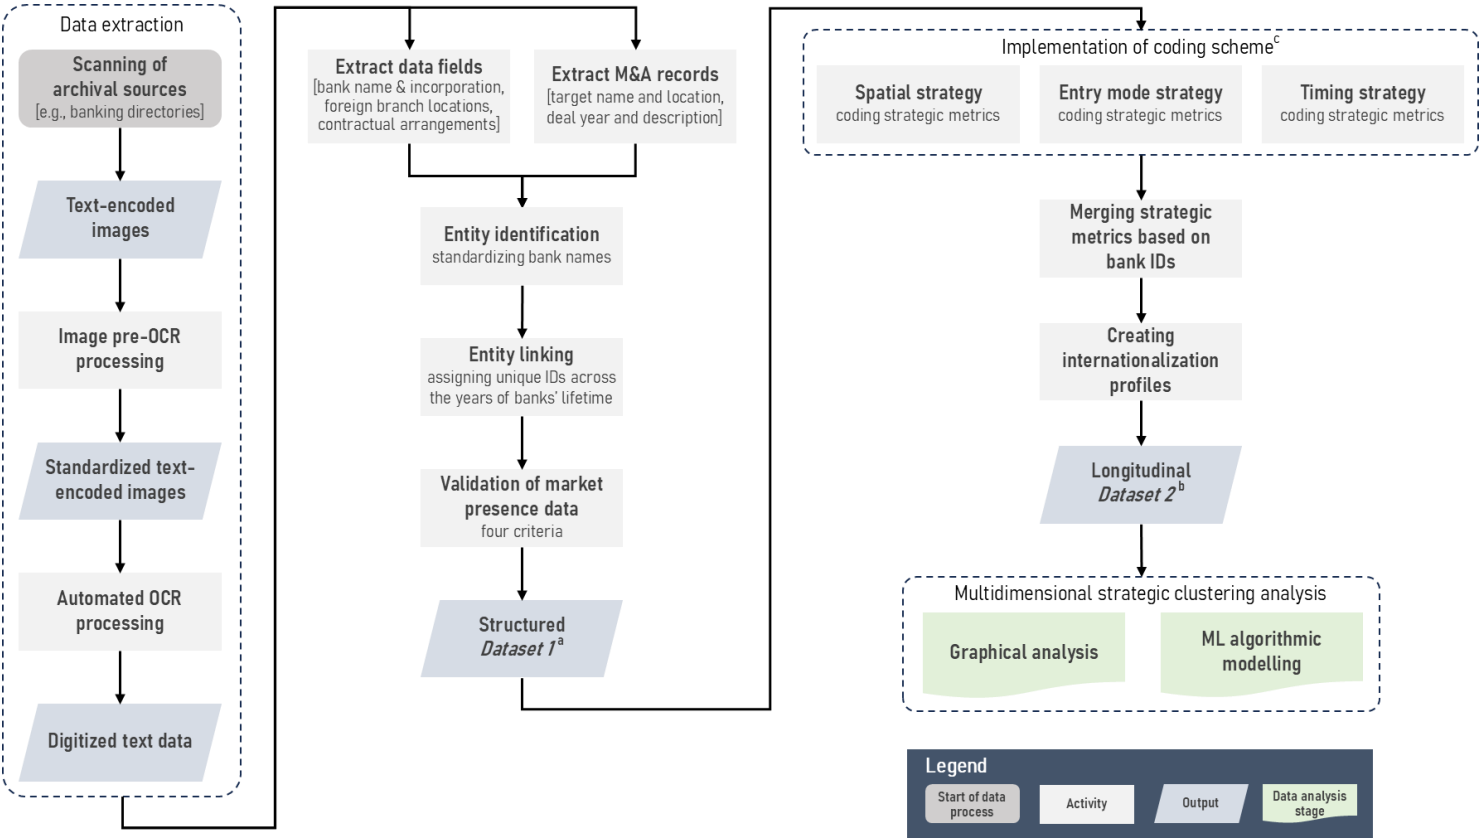 Data extraction
Scanning of
archival sources
[e.g., banking directories]
Text-encoded
images
Image pre-OCR
processing
Standardized text-
encoded images
Automated OCR
processing
Digitized text data
Extract data fields
[bank name & incorporation,
foreign branch locations,
contractual arrangements]
Extract M&A records
[target name and location,
deal year and description]
Entity identification
standardizing bank names
Entity linking
assigning unique IDs across
the years of banks' lifetime
Validation of market
presence data
four criteria
Structured
Dataset 1ᵃ
Implementation of coding schemeᶜ
Spatial strategy
coding strategic metrics
Entry mode strategy
coding strategic metrics
Timing strategy
coding strategic metrics
Merging strategic
metrics based on
bank IDs
Creating
internationalization
profiles
Longitudinal
Dataset 2ᵇ
Multidimensional strategic clustering analysis
Graphical analysis
ML algorithmic
modelling
Legend
Start of data
process
Activity
Output
Data analysis
stage